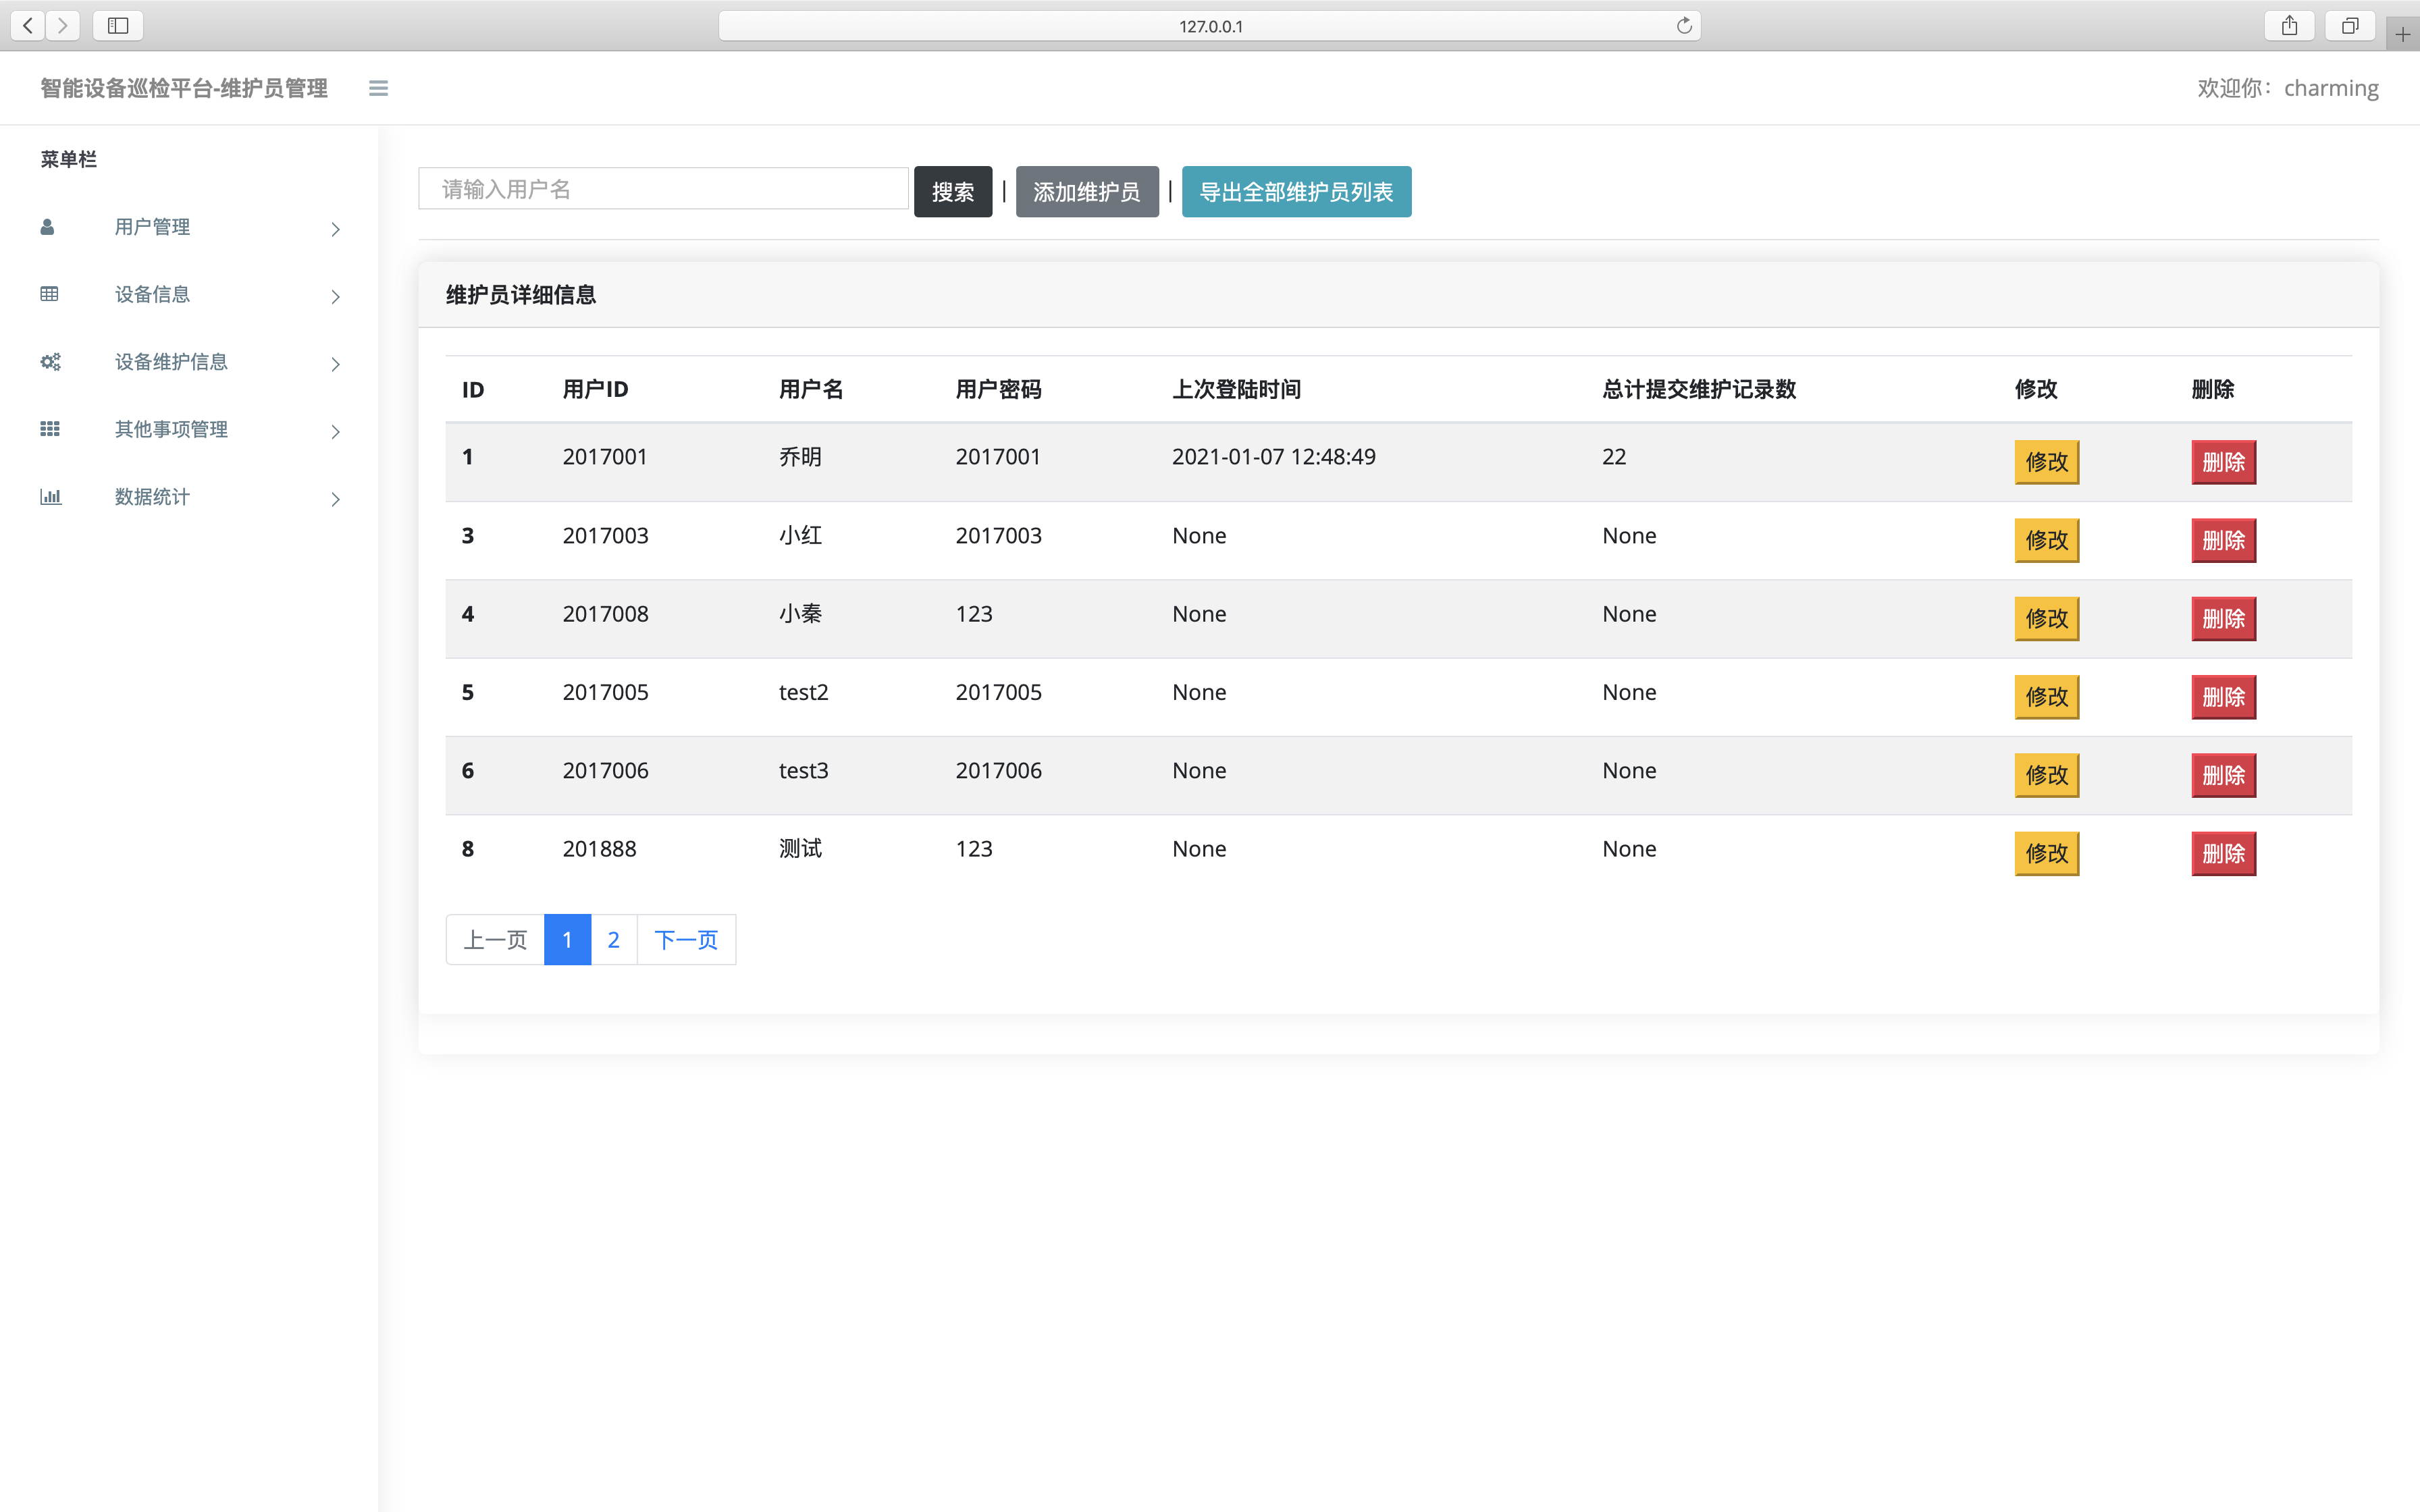 127.0.0.1
智能设备巡检平台-维护员管理
欢迎你：charming
菜单栏
用户管理
设备信息
设备维护信息
其他事项管理
数据统计
请输入用户名 搜索 | 添加维护员 | 导出全部维护员列表
维护员详细信息
ID 用户ID 用户名 用户密码 上次登陆时间 总计提交维护记录数 修改 删除
1 2017001 乔明 2017001 2021-01-07 12:48:49 22 修改 删除
3 2017003 小红 2017003 None None 修改 删除
4 2017008 小秦 123 None None 修改 删除
5 2017005 test2 2017005 None None 修改 删除
6 2017006 test3 2017006 None None 修改 删除
8 201888 测试 123 None None 修改 删除
上一页 1 2 下一页